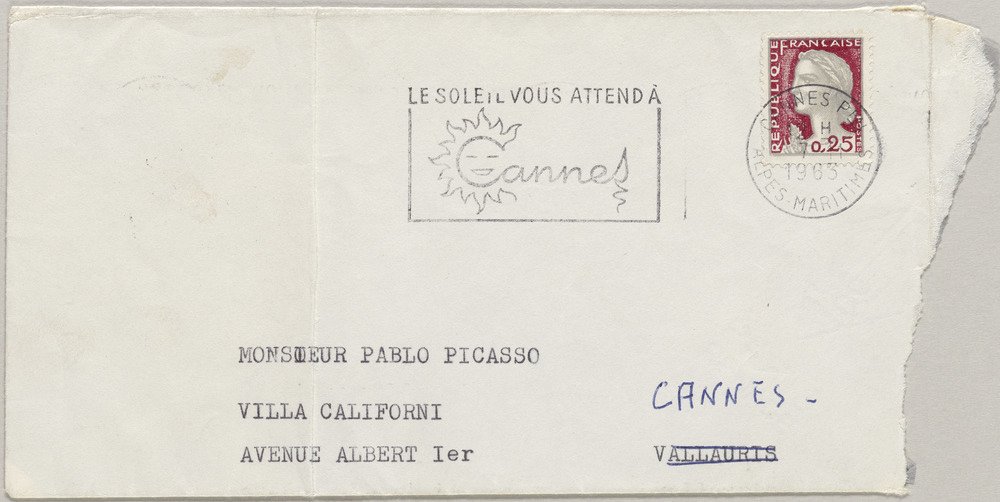 LE SOLEIL VOUS ATTEND À
Cannes
REPUBLIQUE FRANCAISE
0,25
CANNES
H
7
1963
ALPES-MARITIMES
MONSIEUR PABLO PICASSO
VILLA CALIFORNI
CANNES -
AVENUE ALBERT Ier VALLAURIS